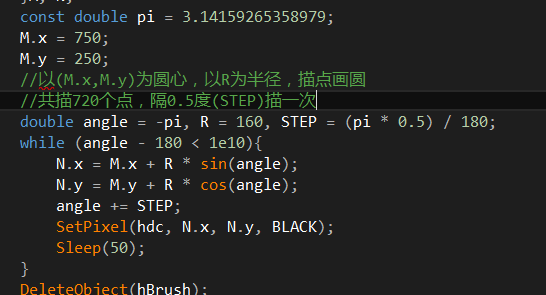 const double pi = 3.14159265358979;
M.x = 750;
M.y = 250;
//以(M.x,M.y)为圆心，以R为半径，描点画圆
//共描720个点，隔0.5度(STEP)描一次
double angle = -pi, R = 160, STEP = (pi * 0.5) / 180;
while (angle - 180 < 1e10){
N.x = M.x + R * sin(angle);
N.y = M.y + R * cos(angle);
angle += STEP;
SetPixel(hdc, N.x, N.y, BLACK);
Sleep(50);
}
DeleteObject(hBrush);